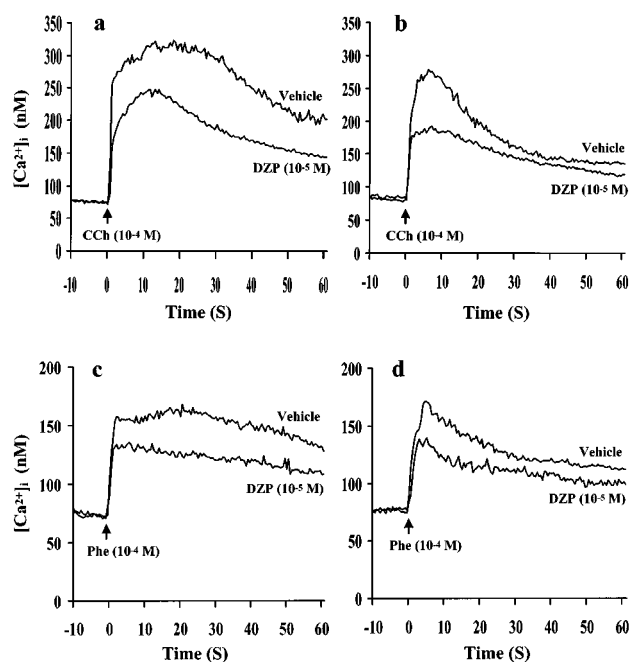 a
[Ca²⁺]ᵢ (nM)
350
300
250
200
150
100
50
0
Vehicle
DZP (10⁻⁵ M)
CCh (10⁻⁴ M)
-10 0 10 20 30 40 50 60
Time (S)
b
350
300
250
200
150
100
50
0
Vehicle
DZP (10⁻⁵ M)
CCh (10⁻⁴ M)
-10 0 10 20 30 40 50 60
Time (S)
c
[Ca²⁺]ᵢ (nM)
200
150
100
50
0
Vehicle
DZP (10⁻⁵ M)
Phe (10⁻⁴ M)
-10 0 10 20 30 40 50 60
Time (S)
d
200
150
100
50
0
Vehicle
DZP (10⁻⁵ M)
Phe (10⁻⁴ M)
-10 0 10 20 30 40 50 60
Time (S)